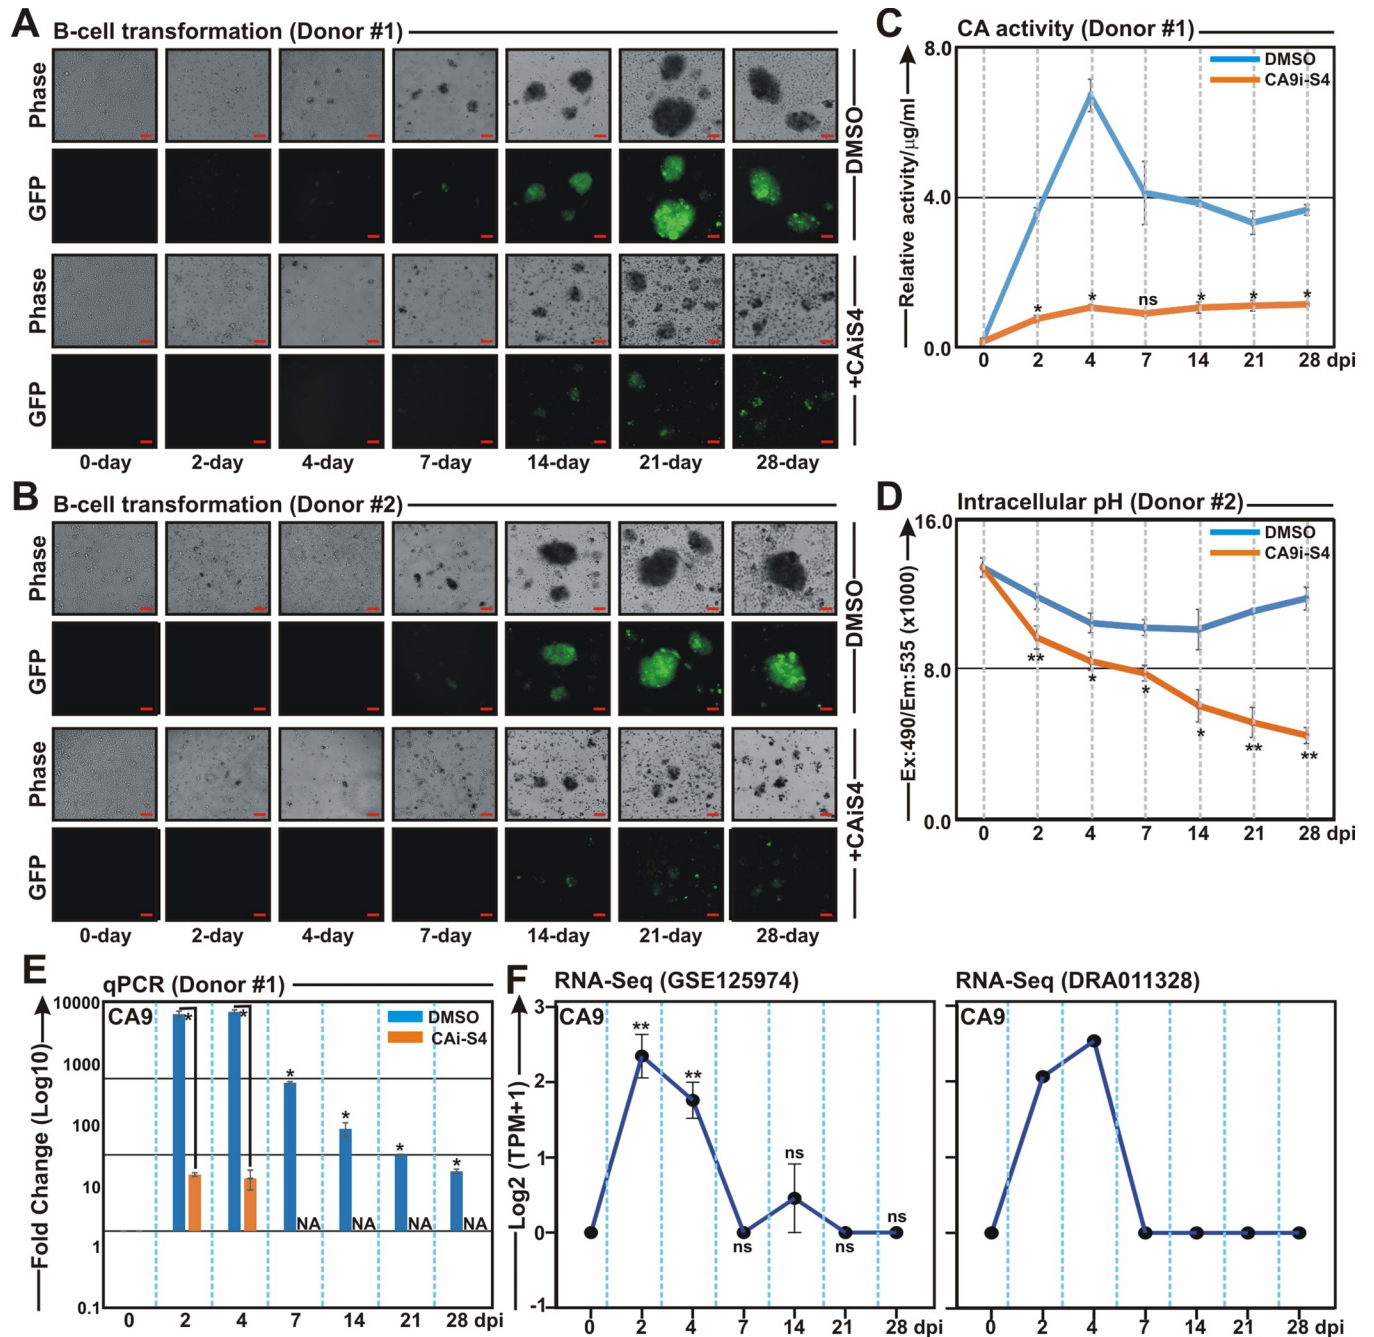 A
B-cell transformation (Donor #1)
Phase
GFP
DMSO
Phase
GFP
+CAiS4
0-day 2-day 4-day 7-day 14-day 21-day 28-day
B
B-cell transformation (Donor #2)
Phase
GFP
DMSO
Phase
GFP
+CAiS4
0-day 2-day 4-day 7-day 14-day 21-day 28-day
C
CA activity (Donor #1)
DMSO
CA9i-S4
Relative activity/µg/ml
8.0
4.0
0.0
* * ns * * *
0 2 4 7 14 21 28 dpi
D
Intracellular pH (Donor #2)
DMSO
CA9i-S4
Ex:490/Em:535 (x1000)
16.0
8.0
0.0
** * * * ** **
0 2 4 7 14 21 28 dpi
E
qPCR (Donor #1)
CA9
DMSO
CAi-S4
Fold Change (Log10)
10000
1000
100
10
1
0.1
* * * * * *
NA NA NA NA
0 2 4 7 14 21 28 dpi
F
RNA-Seq (GSE125974)
CA9
Log2 (TPM+1)
3
2
1
0
-1
** ** ns ns ns ns
0 2 4 7 14 21 28
RNA-Seq (DRA011328)
CA9
0 2 4 7 14 21 28 dpi